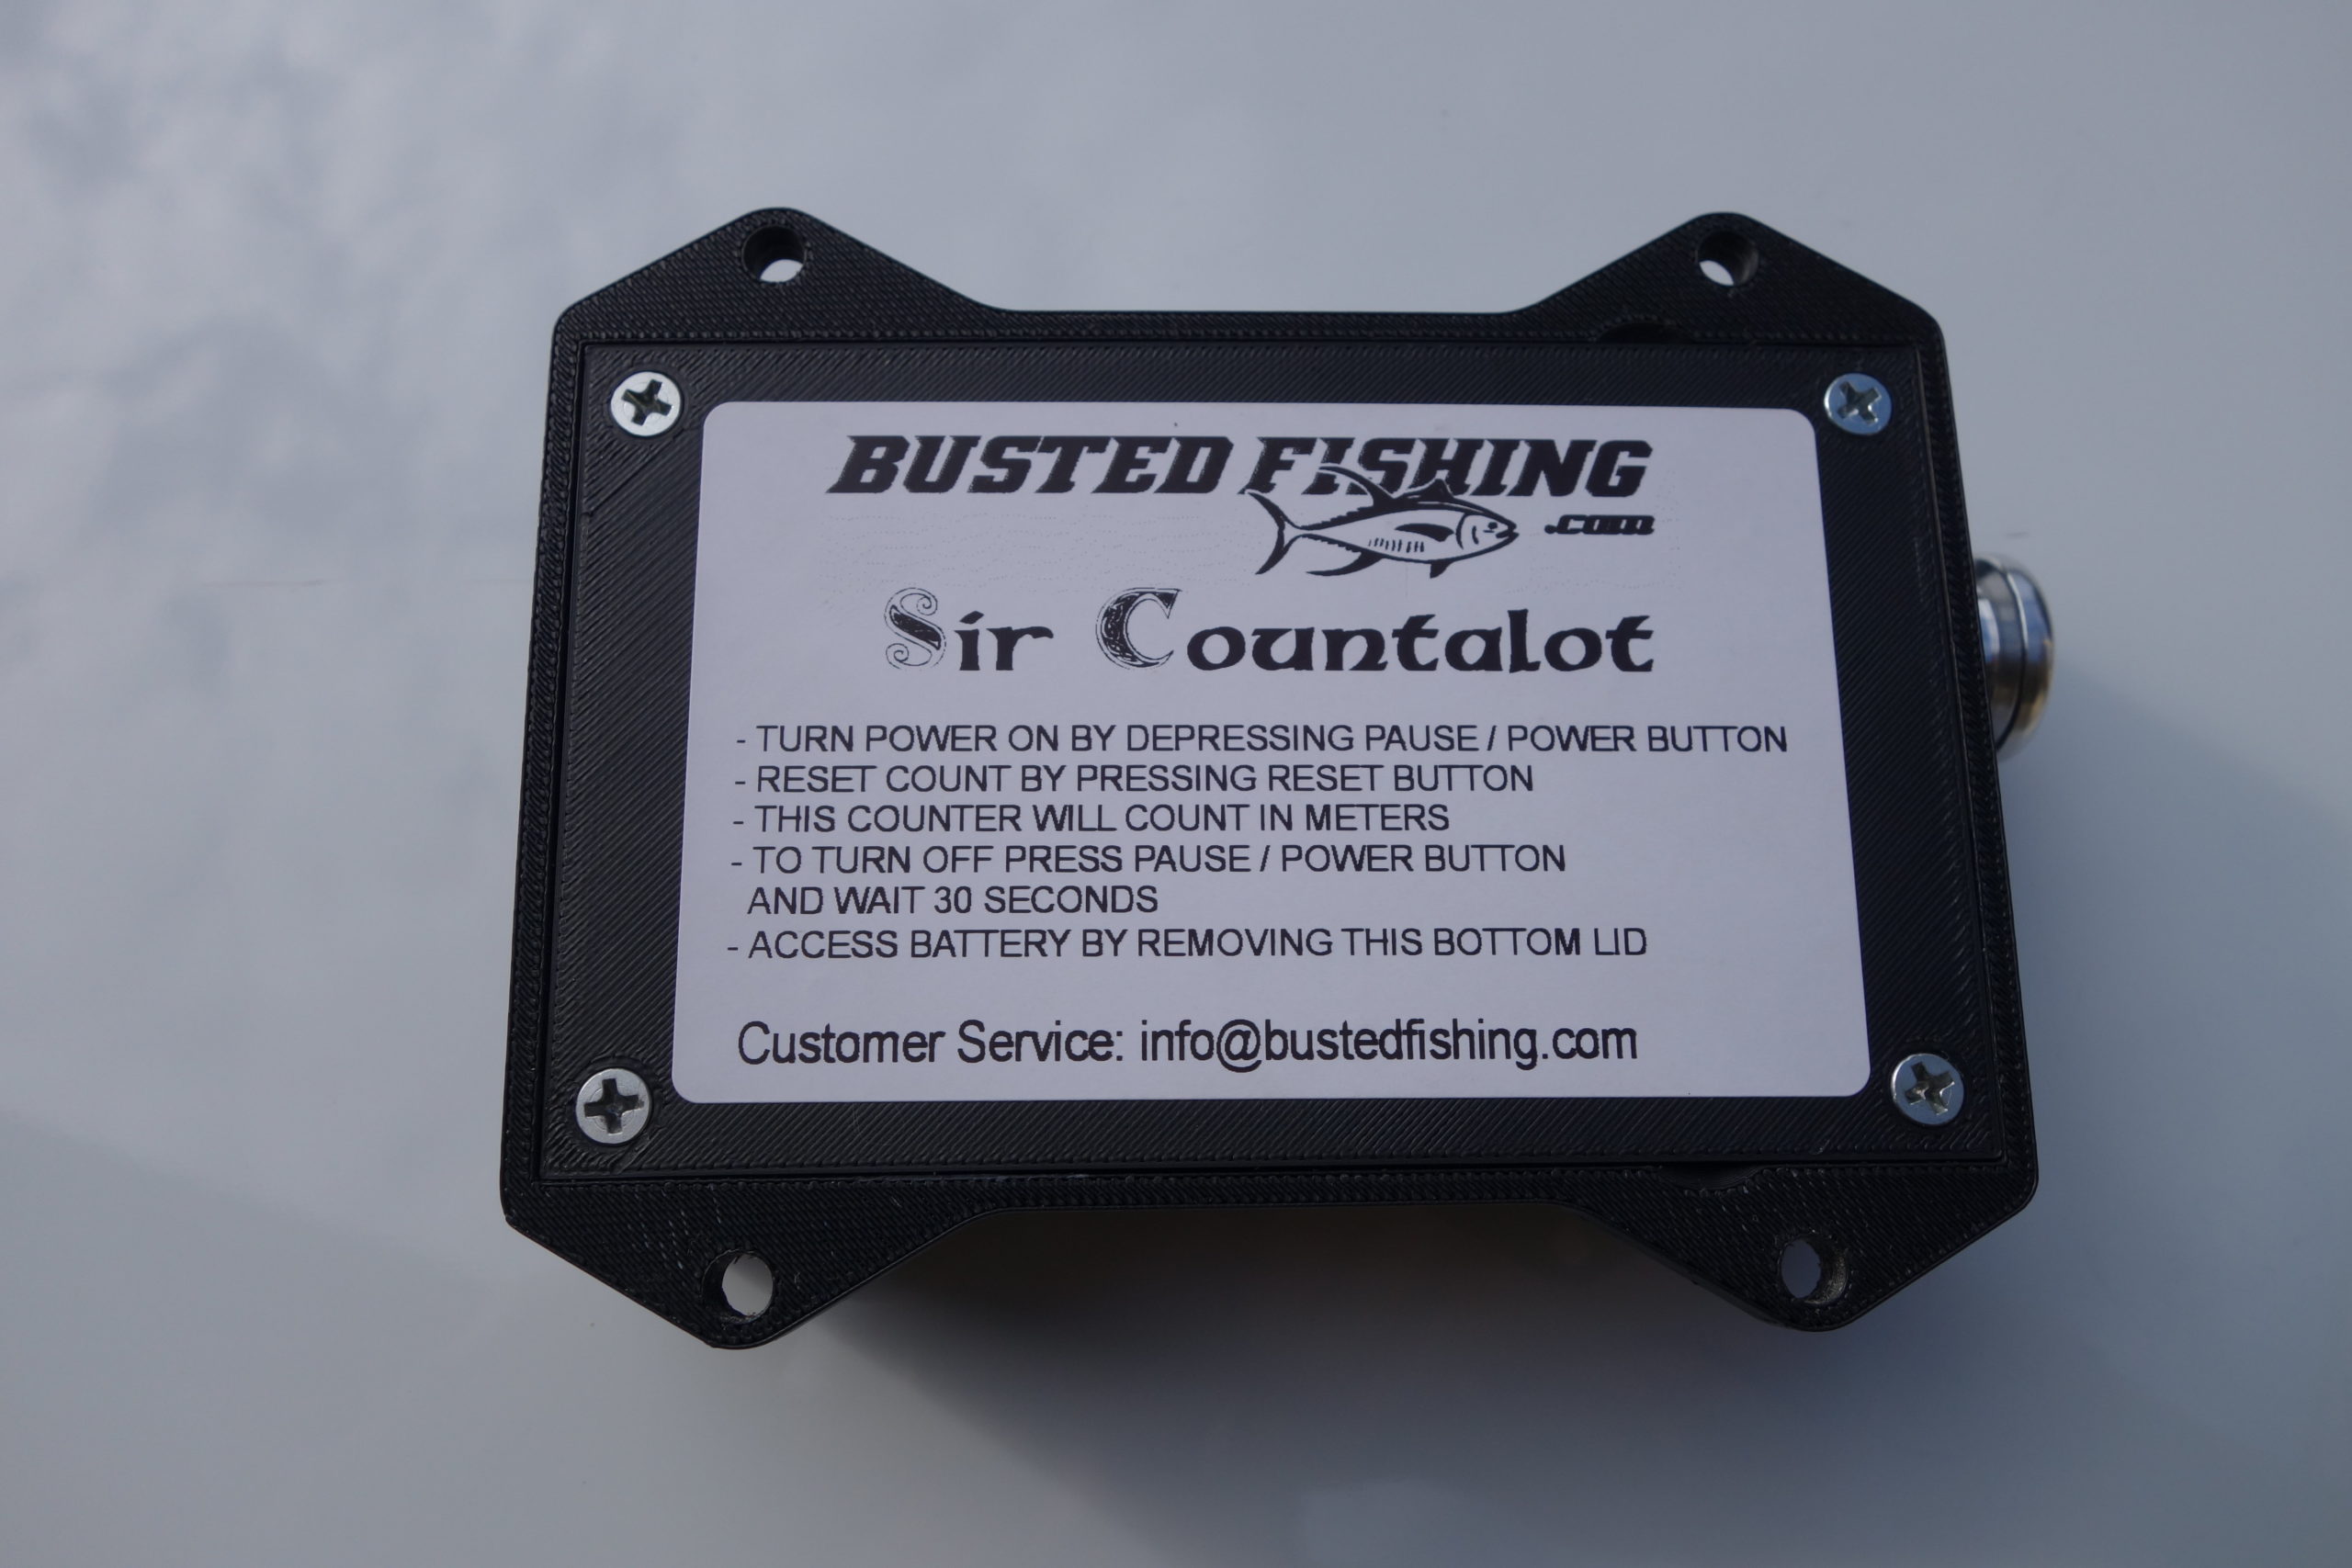 BUSTED FISHING
.com
Sir Countalot
- TURN POWER ON BY DEPRESSING PAUSE / POWER BUTTON
- RESET COUNT BY PRESSING RESET BUTTON
- THIS COUNTER WILL COUNT IN METERS
- TO TURN OFF PRESS PAUSE / POWER BUTTON
AND WAIT 30 SECONDS
- ACCESS BATTERY BY REMOVING THIS BOTTOM LID
Customer Service: info@bustedfishing.com